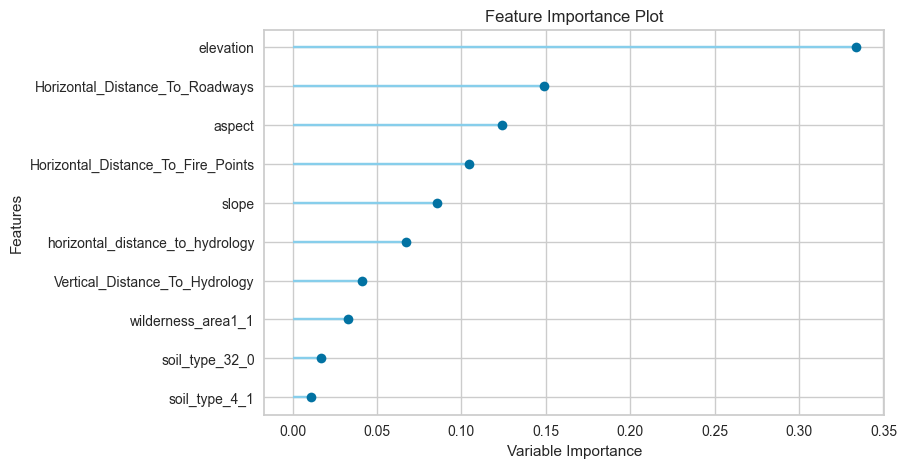 Feature Importance Plot
elevation
Horizontal_Distance_To_Roadways
aspect
Horizontal_Distance_To_Fire_Points
slope
horizontal_distance_to_hydrology
Vertical_Distance_To_Hydrology
wilderness_area1_1
soil_type_32_0
soil_type_4_1
Features
0.00 0.05 0.10 0.15 0.20 0.25 0.30 0.35
Variable Importance